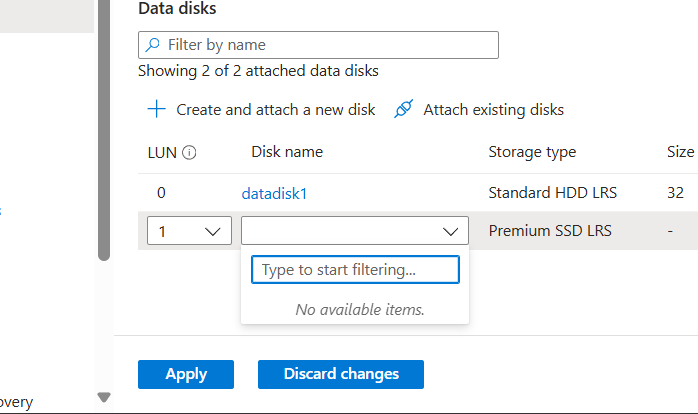 Data disks
Filter by name
Showing 2 of 2 attached data disks
Create and attach a new disk Attach existing disks
LUN Disk name Storage type Size
0 datadisk1 Standard HDD LRS 32
1 Premium SSD LRS -
Type to start filtering...
No available items.
Apply Discard changes
overy